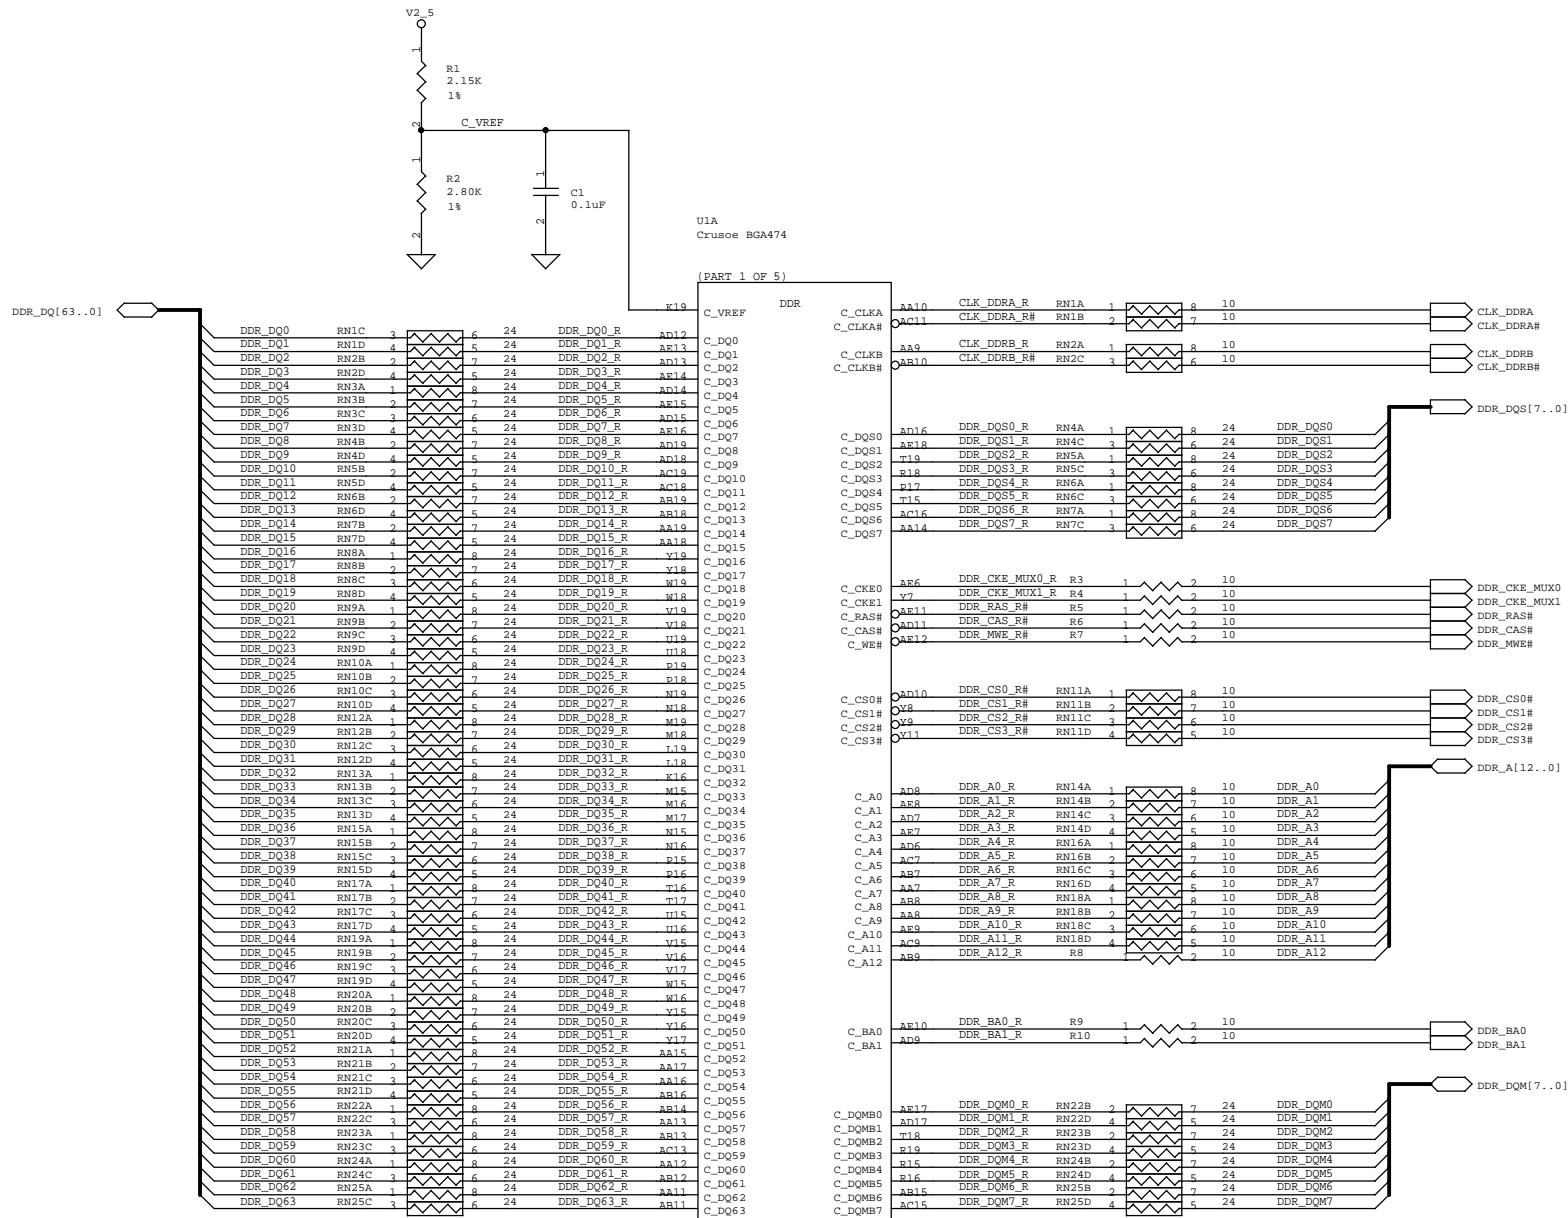 V2_5
1
R1
2.15K
1%
2
C_VREF
1
R2
2.80K
1%
2
1
C1
0.1uF
2
U1A
Crusoe BGA474
(PART 1 OF 5)
DDR
DDR_DQ[63..0]
K19 C_VREF
DDR_DQ0 RN1C 3 6 24 DDR_DQ0_R AD12 C_DQ0
DDR_DQ1 RN1D 4 5 24 DDR_DQ1_R AE13 C_DQ1
DDR_DQ2 RN2B 2 7 24 DDR_DQ2_R AD13 C_DQ2
DDR_DQ3 RN2D 4 5 24 DDR_DQ3_R AE14 C_DQ3
DDR_DQ4 RN3A 1 8 24 DDR_DQ4_R AD14 C_DQ4
DDR_DQ5 RN3B 2 7 24 DDR_DQ5_R AE15 C_DQ5
DDR_DQ6 RN3C 3 6 24 DDR_DQ6_R AD15 C_DQ6
DDR_DQ7 RN3D 4 5 24 DDR_DQ7_R AE16 C_DQ7
DDR_DQ8 RN4B 2 7 24 DDR_DQ8_R AD19 C_DQ8
DDR_DQ9 RN4D 4 5 24 DDR_DQ9_R AD18 C_DQ9
DDR_DQ10 RN5B 2 7 24 DDR_DQ10_R AC19 C_DQ10
DDR_DQ11 RN5D 4 5 24 DDR_DQ11_R AC18 C_DQ11
DDR_DQ12 RN6B 2 7 24 DDR_DQ12_R AB19 C_DQ12
DDR_DQ13 RN6D 4 5 24 DDR_DQ13_R AB18 C_DQ13
DDR_DQ14 RN7B 2 7 24 DDR_DQ14_R AA19 C_DQ14
DDR_DQ15 RN7D 4 5 24 DDR_DQ15_R AA18 C_DQ15
DDR_DQ16 RN8A 1 8 24 DDR_DQ16_R Y19 C_DQ16
DDR_DQ17 RN8B 2 7 24 DDR_DQ17_R Y18 C_DQ17
DDR_DQ18 RN8C 3 6 24 DDR_DQ18_R W19 C_DQ18
DDR_DQ19 RN8D 4 5 24 DDR_DQ19_R W18 C_DQ19
DDR_DQ20 RN9A 1 8 24 DDR_DQ20_R V19 C_DQ20
DDR_DQ21 RN9B 2 7 24 DDR_DQ21_R V18 C_DQ21
DDR_DQ22 RN9C 3 6 24 DDR_DQ22_R U19 C_DQ22
DDR_DQ23 RN9D 4 5 24 DDR_DQ23_R U18 C_DQ23
DDR_DQ24 RN10A 1 8 24 DDR_DQ24_R P19 C_DQ24
DDR_DQ25 RN10B 2 7 24 DDR_DQ25_R P18 C_DQ25
DDR_DQ26 RN10C 3 6 24 DDR_DQ26_R N19 C_DQ26
DDR_DQ27 RN10D 4 5 24 DDR_DQ27_R N18 C_DQ27
DDR_DQ28 RN12A 1 8 24 DDR_DQ28_R M19 C_DQ28
DDR_DQ29 RN12B 2 7 24 DDR_DQ29_R M18 C_DQ29
DDR_DQ30 RN12C 3 6 24 DDR_DQ30_R L19 C_DQ30
DDR_DQ31 RN12D 4 5 24 DDR_DQ31_R L18 C_DQ31
DDR_DQ32 RN13A 1 8 24 DDR_DQ32_R K16 C_DQ32
DDR_DQ33 RN13B 2 7 24 DDR_DQ33_R M15 C_DQ33
DDR_DQ34 RN13C 3 6 24 DDR_DQ34_R M16 C_DQ34
DDR_DQ35 RN13D 4 5 24 DDR_DQ35_R M17 C_DQ35
DDR_DQ36 RN15A 1 8 24 DDR_DQ36_R N15 C_DQ36
DDR_DQ37 RN15B 2 7 24 DDR_DQ37_R N16 C_DQ37
DDR_DQ38 RN15C 3 6 24 DDR_DQ38_R P15 C_DQ38
DDR_DQ39 RN15D 4 5 24 DDR_DQ39_R P16 C_DQ39
DDR_DQ40 RN17A 1 8 24 DDR_DQ40_R T16 C_DQ40
DDR_DQ41 RN17B 2 7 24 DDR_DQ41_R T17 C_DQ41
DDR_DQ42 RN17C 3 6 24 DDR_DQ42_R U15 C_DQ42
DDR_DQ43 RN17D 4 5 24 DDR_DQ43_R U16 C_DQ43
DDR_DQ44 RN19A 1 8 24 DDR_DQ44_R V15 C_DQ44
DDR_DQ45 RN19B 2 7 24 DDR_DQ45_R V16 C_DQ45
DDR_DQ46 RN19C 3 6 24 DDR_DQ46_R V17 C_DQ46
DDR_DQ47 RN19D 4 5 24 DDR_DQ47_R W15 C_DQ47
DDR_DQ48 RN20A 1 8 24 DDR_DQ48_R W16 C_DQ48
DDR_DQ49 RN20B 2 7 24 DDR_DQ49_R Y15 C_DQ49
DDR_DQ50 RN20C 3 6 24 DDR_DQ50_R Y16 C_DQ50
DDR_DQ51 RN20D 4 5 24 DDR_DQ51_R Y17 C_DQ51
DDR_DQ52 RN21A 1 8 24 DDR_DQ52_R AA15 C_DQ52
DDR_DQ53 RN21B 2 7 24 DDR_DQ53_R AA17 C_DQ53
DDR_DQ54 RN21C 3 6 24 DDR_DQ54_R AA16 C_DQ54
DDR_DQ55 RN21D 4 5 24 DDR_DQ55_R AB16 C_DQ55
DDR_DQ56 RN22A 1 8 24 DDR_DQ56_R AB14 C_DQ56
DDR_DQ57 RN22C 3 6 24 DDR_DQ57_R AA13 C_DQ57
DDR_DQ58 RN23A 1 8 24 DDR_DQ58_R AB13 C_DQ58
DDR_DQ59 RN23C 3 6 24 DDR_DQ59_R AC13 C_DQ59
DDR_DQ60 RN24A 1 8 24 DDR_DQ60_R AA12 C_DQ60
DDR_DQ61 RN24C 3 6 24 DDR_DQ61_R AB12 C_DQ61
DDR_DQ62 RN25A 1 8 24 DDR_DQ62_R AA11 C_DQ62
DDR_DQ63 RN25C 3 6 24 DDR_DQ63_R AB11 C_DQ63
C_CLKA AA10 CLK_DDRA_R RN1A 1 8 10 CLK_DDRA
C_CLKA# AC11 CLK_DDRA_R# RN1B 2 7 10 CLK_DDRA#
C_CLKB AA9 CLK_DDRB_R RN2A 1 8 10 CLK_DDRB
C_CLKB# AB10 CLK_DDRB_R# RN2C 3 6 10 CLK_DDRB#
DDR_DQS[7..0]
C_DQS0 AD16 DDR_DQS0_R RN4A 1 8 24 DDR_DQS0
C_DQS1 AE18 DDR_DQS1_R RN4C 3 6 24 DDR_DQS1
C_DQS2 T19 DDR_DQS2_R RN5A 1 8 24 DDR_DQS2
C_DQS3 R18 DDR_DQS3_R RN5C 3 6 24 DDR_DQS3
C_DQS4 P17 DDR_DQS4_R RN6A 1 8 24 DDR_DQS4
C_DQS5 T15 DDR_DQS5_R RN6C 3 6 24 DDR_DQS5
C_DQS6 AC16 DDR_DQS6_R RN7A 1 8 24 DDR_DQS6
C_DQS7 AA14 DDR_DQS7_R RN7C 3 6 24 DDR_DQS7
C_CKE0 AE6 DDR_CKE_MUX0_R R3 1 2 10 DDR_CKE_MUX0
C_CKE1 Y7 DDR_CKE_MUX1_R R4 1 2 10 DDR_CKE_MUX1
C_RAS# AE11 DDR_RAS_R# R5 1 2 10 DDR_RAS#
C_CAS# AD11 DDR_CAS_R# R6 1 2 10 DDR_CAS#
C_WE# AE12 DDR_MWE_R# R7 1 2 10 DDR_MWE#
C_CS0# AD10 DDR_CS0_R# RN11A 1 8 10 DDR_CS0#
C_CS1# Y8 DDR_CS1_R# RN11B 2 7 10 DDR_CS1#
C_CS2# Y9 DDR_CS2_R# RN11C 3 6 10 DDR_CS2#
C_CS3# Y11 DDR_CS3_R# RN11D 4 5 10 DDR_CS3#
DDR_A[12..0]
C_A0 AD8 DDR_A0_R RN14A 1 8 10 DDR_A0
C_A1 AE8 DDR_A1_R RN14B 2 7 10 DDR_A1
C_A2 AD7 DDR_A2_R RN14C 3 6 10 DDR_A2
C_A3 AE7 DDR_A3_R RN14D 4 5 10 DDR_A3
C_A4 AD6 DDR_A4_R RN16A 1 8 10 DDR_A4
C_A5 AC7 DDR_A5_R RN16B 2 7 10 DDR_A5
C_A6 AB7 DDR_A6_R RN16C 3 6 10 DDR_A6
C_A7 AA7 DDR_A7_R RN16D 4 5 10 DDR_A7
C_A8 AB8 DDR_A8_R RN18A 1 8 10 DDR_A8
C_A9 AA8 DDR_A9_R RN18B 2 7 10 DDR_A9
C_A10 AE9 DDR_A10_R RN18C 3 6 10 DDR_A10
C_A11 AC9 DDR_A11_R RN18D 4 5 10 DDR_A11
C_A12 AB9 DDR_A12_R R8 1 2 10 DDR_A12
C_BA0 AE10 DDR_BA0_R R9 1 2 10 DDR_BA0
C_BA1 AD9 DDR_BA1_R R10 1 2 10 DDR_BA1
DDR_DQM[7..0]
C_DQMB0 AE17 DDR_DQM0_R RN22B 2 7 24 DDR_DQM0
C_DQMB1 AD17 DDR_DQM1_R RN22D 4 5 24 DDR_DQM1
C_DQMB2 T18 DDR_DQM2_R RN23B 2 7 24 DDR_DQM2
C_DQMB3 R19 DDR_DQM3_R RN23D 4 5 24 DDR_DQM3
C_DQMB4 R15 DDR_DQM4_R RN24B 2 7 24 DDR_DQM4
C_DQMB5 R16 DDR_DQM5_R RN24D 4 5 24 DDR_DQM5
C_DQMB6 AB15 DDR_DQM6_R RN25B 2 7 24 DDR_DQM6
C_DQMB7 AC15 DDR_DQM7_R RN25D 4 5 24 DDR_DQM7